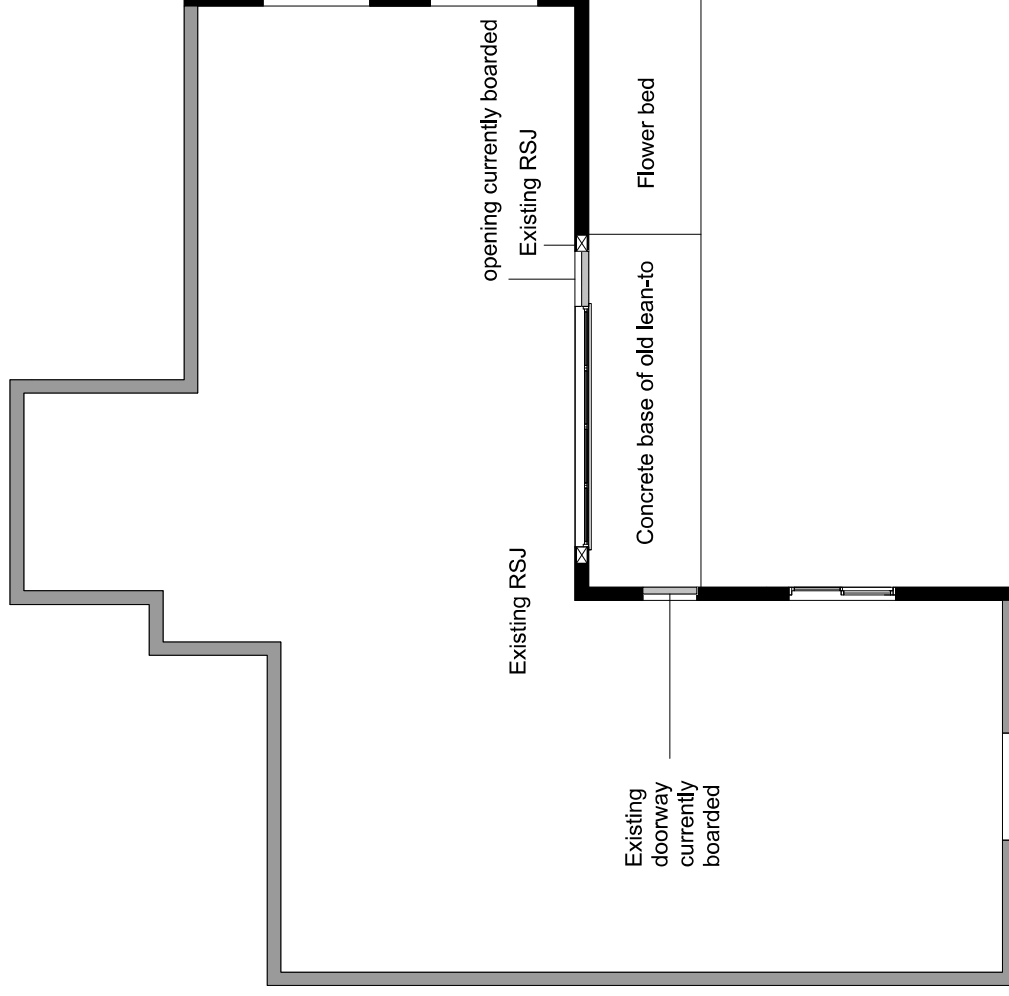 opening currently boarded
Existing RSJ
Flower bed
Concrete base of old lean-to
Existing RSJ
Existing
doorway
currently
boarded